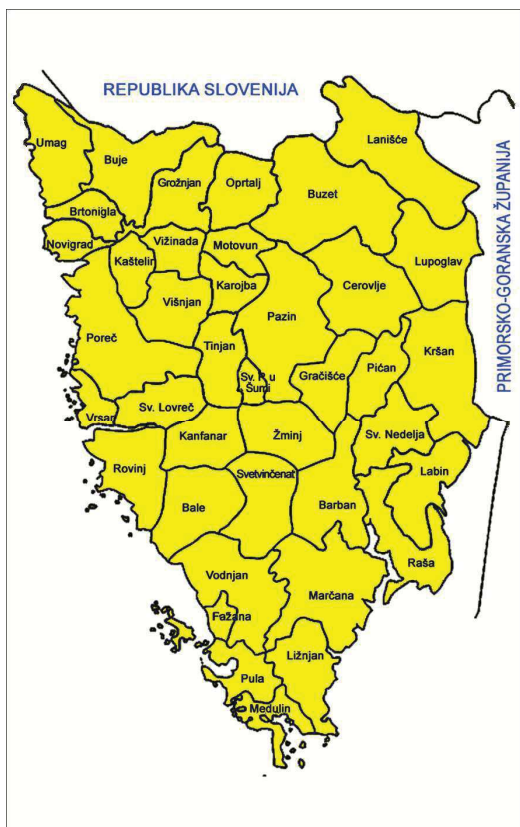 REPUBLIKA SLOVENIJA
PRIMORSKO-GORANSKA ŽUPANIJA
Umag
Buje
Lanišće
Grožnjan
Oprtalj
Buzet
Brtonigla
Novigrad
Vižinada
Motovun
Kaštelir
Lupoglav
Karojba
Cerovlje
Višnjan
Pazin
Poreč
Tinjan
Kršan
Sv. P. u
Šumi
Gračišće
Pićan
Vrsar
Sv. Lovreč
Kanfanar
Žminj
Sv. Nedelja
Rovinj
Svetvinčenat
Labin
Bale
Barban
Raša
Vodnjan
Marčana
Fažana
Ližnjan
Pula
Medulin